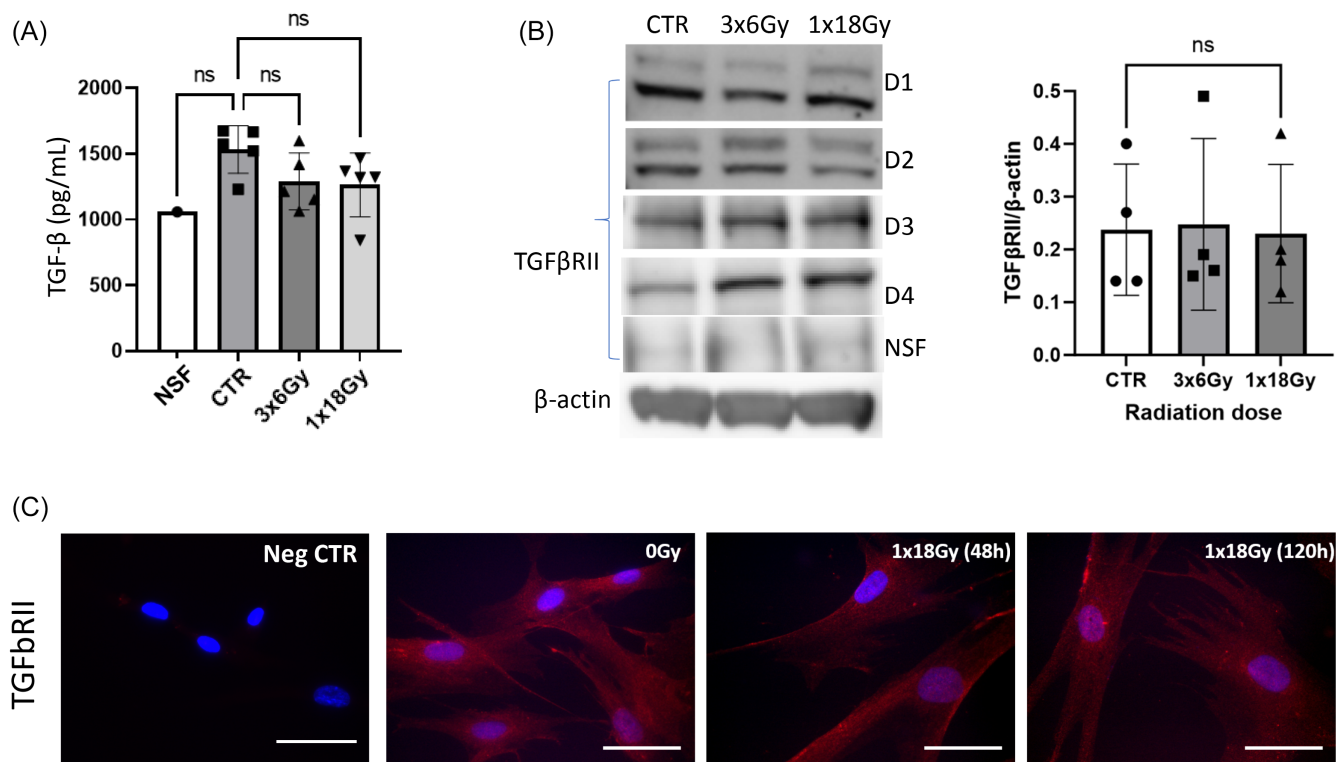 (A)
ns
ns
ns
2000
1500
1000
500
0
TGF-β (pg/mL)
NSF
CTR
3x6Gy
1x18Gy
(B)
CTR
3x6Gy
1x18Gy
D1
D2
D3
D4
NSF
TGFβRII
β-actin
ns
0.5
0.4
0.3
0.2
0.1
0.0
TGFβRII/β-actin
CTR
3x6Gy
1x18Gy
Radiation dose
(C)
TGFbRII
Neg CTR
0Gy
1x18Gy (48h)
1x18Gy (120h)